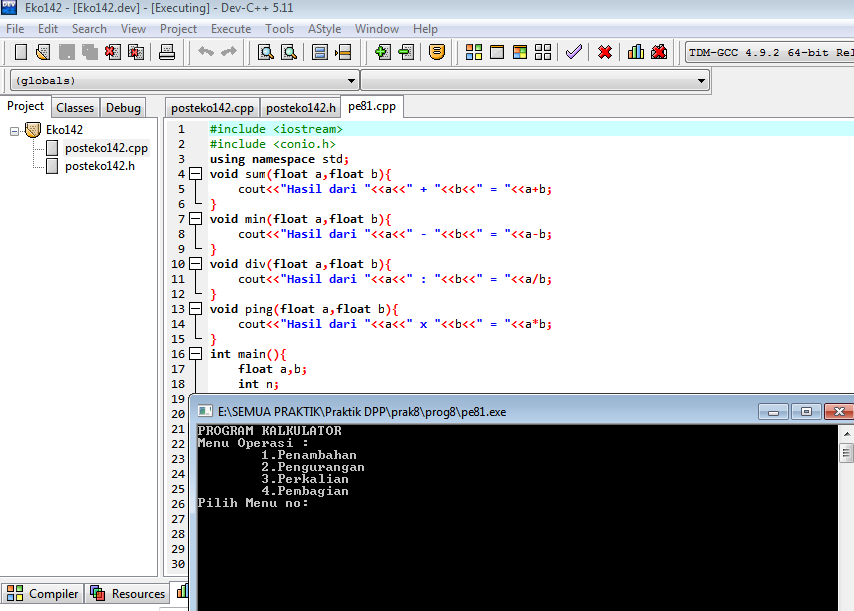 Eko142 - [Eko142.dev] - [Executing] - Dev-C++ 5.11
File Edit Search View Project Execute Tools AStyle Window Help
TDM-GCC 4.9.2 64-bit Rel
(globals)
Project Classes Debug
posteko142.cpp posteko142.h pe81.cpp
Eko142
posteko142.cpp
posteko142.h
1 #include <iostream>
2 #include <conio.h>
3 using namespace std;
4 void sum(float a,float b){
5 cout<<"Hasil dari "<<a<<" + "<<b<<" = "<<a+b;
6 }
7 void min(float a,float b){
8 cout<<"Hasil dari "<<a<<" - "<<b<<" = "<<a-b;
9 }
10 void div(float a,float b){
11 cout<<"Hasil dari "<<a<<" : "<<b<<" = "<<a/b;
12 }
13 void ping(float a,float b){
14 cout<<"Hasil dari "<<a<<" x "<<b<<" = "<<a*b;
15 }
16 int main(){
17 float a,b;
18 int n;
19
20
21
22
23
24
25
26
27
28
29
30
E:\SEMUA PRAKTIK\Praktik DPP\prak8\prog8\pe81.exe
PROGRAM KALKULATOR
Menu Operasi :
1.Penambahan
2.Pengurangan
3.Perkalian
4.Pembagian
Pilih Menu no:
Compiler Resources